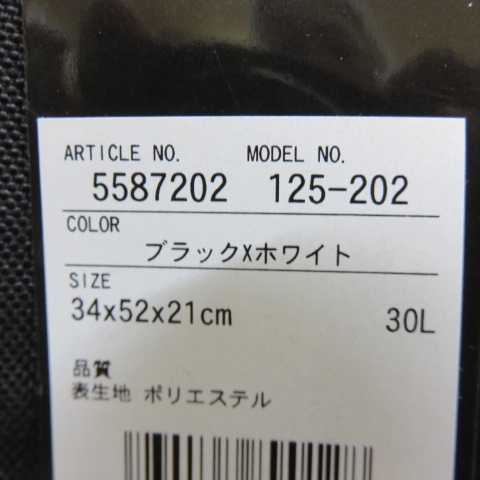 ARTICLE NO. MODEL NO.
5587202 125-202
COLOR
ブラックXホワイト
SIZE
34x52x21cm 30L
品質
表生地 ポリエステル